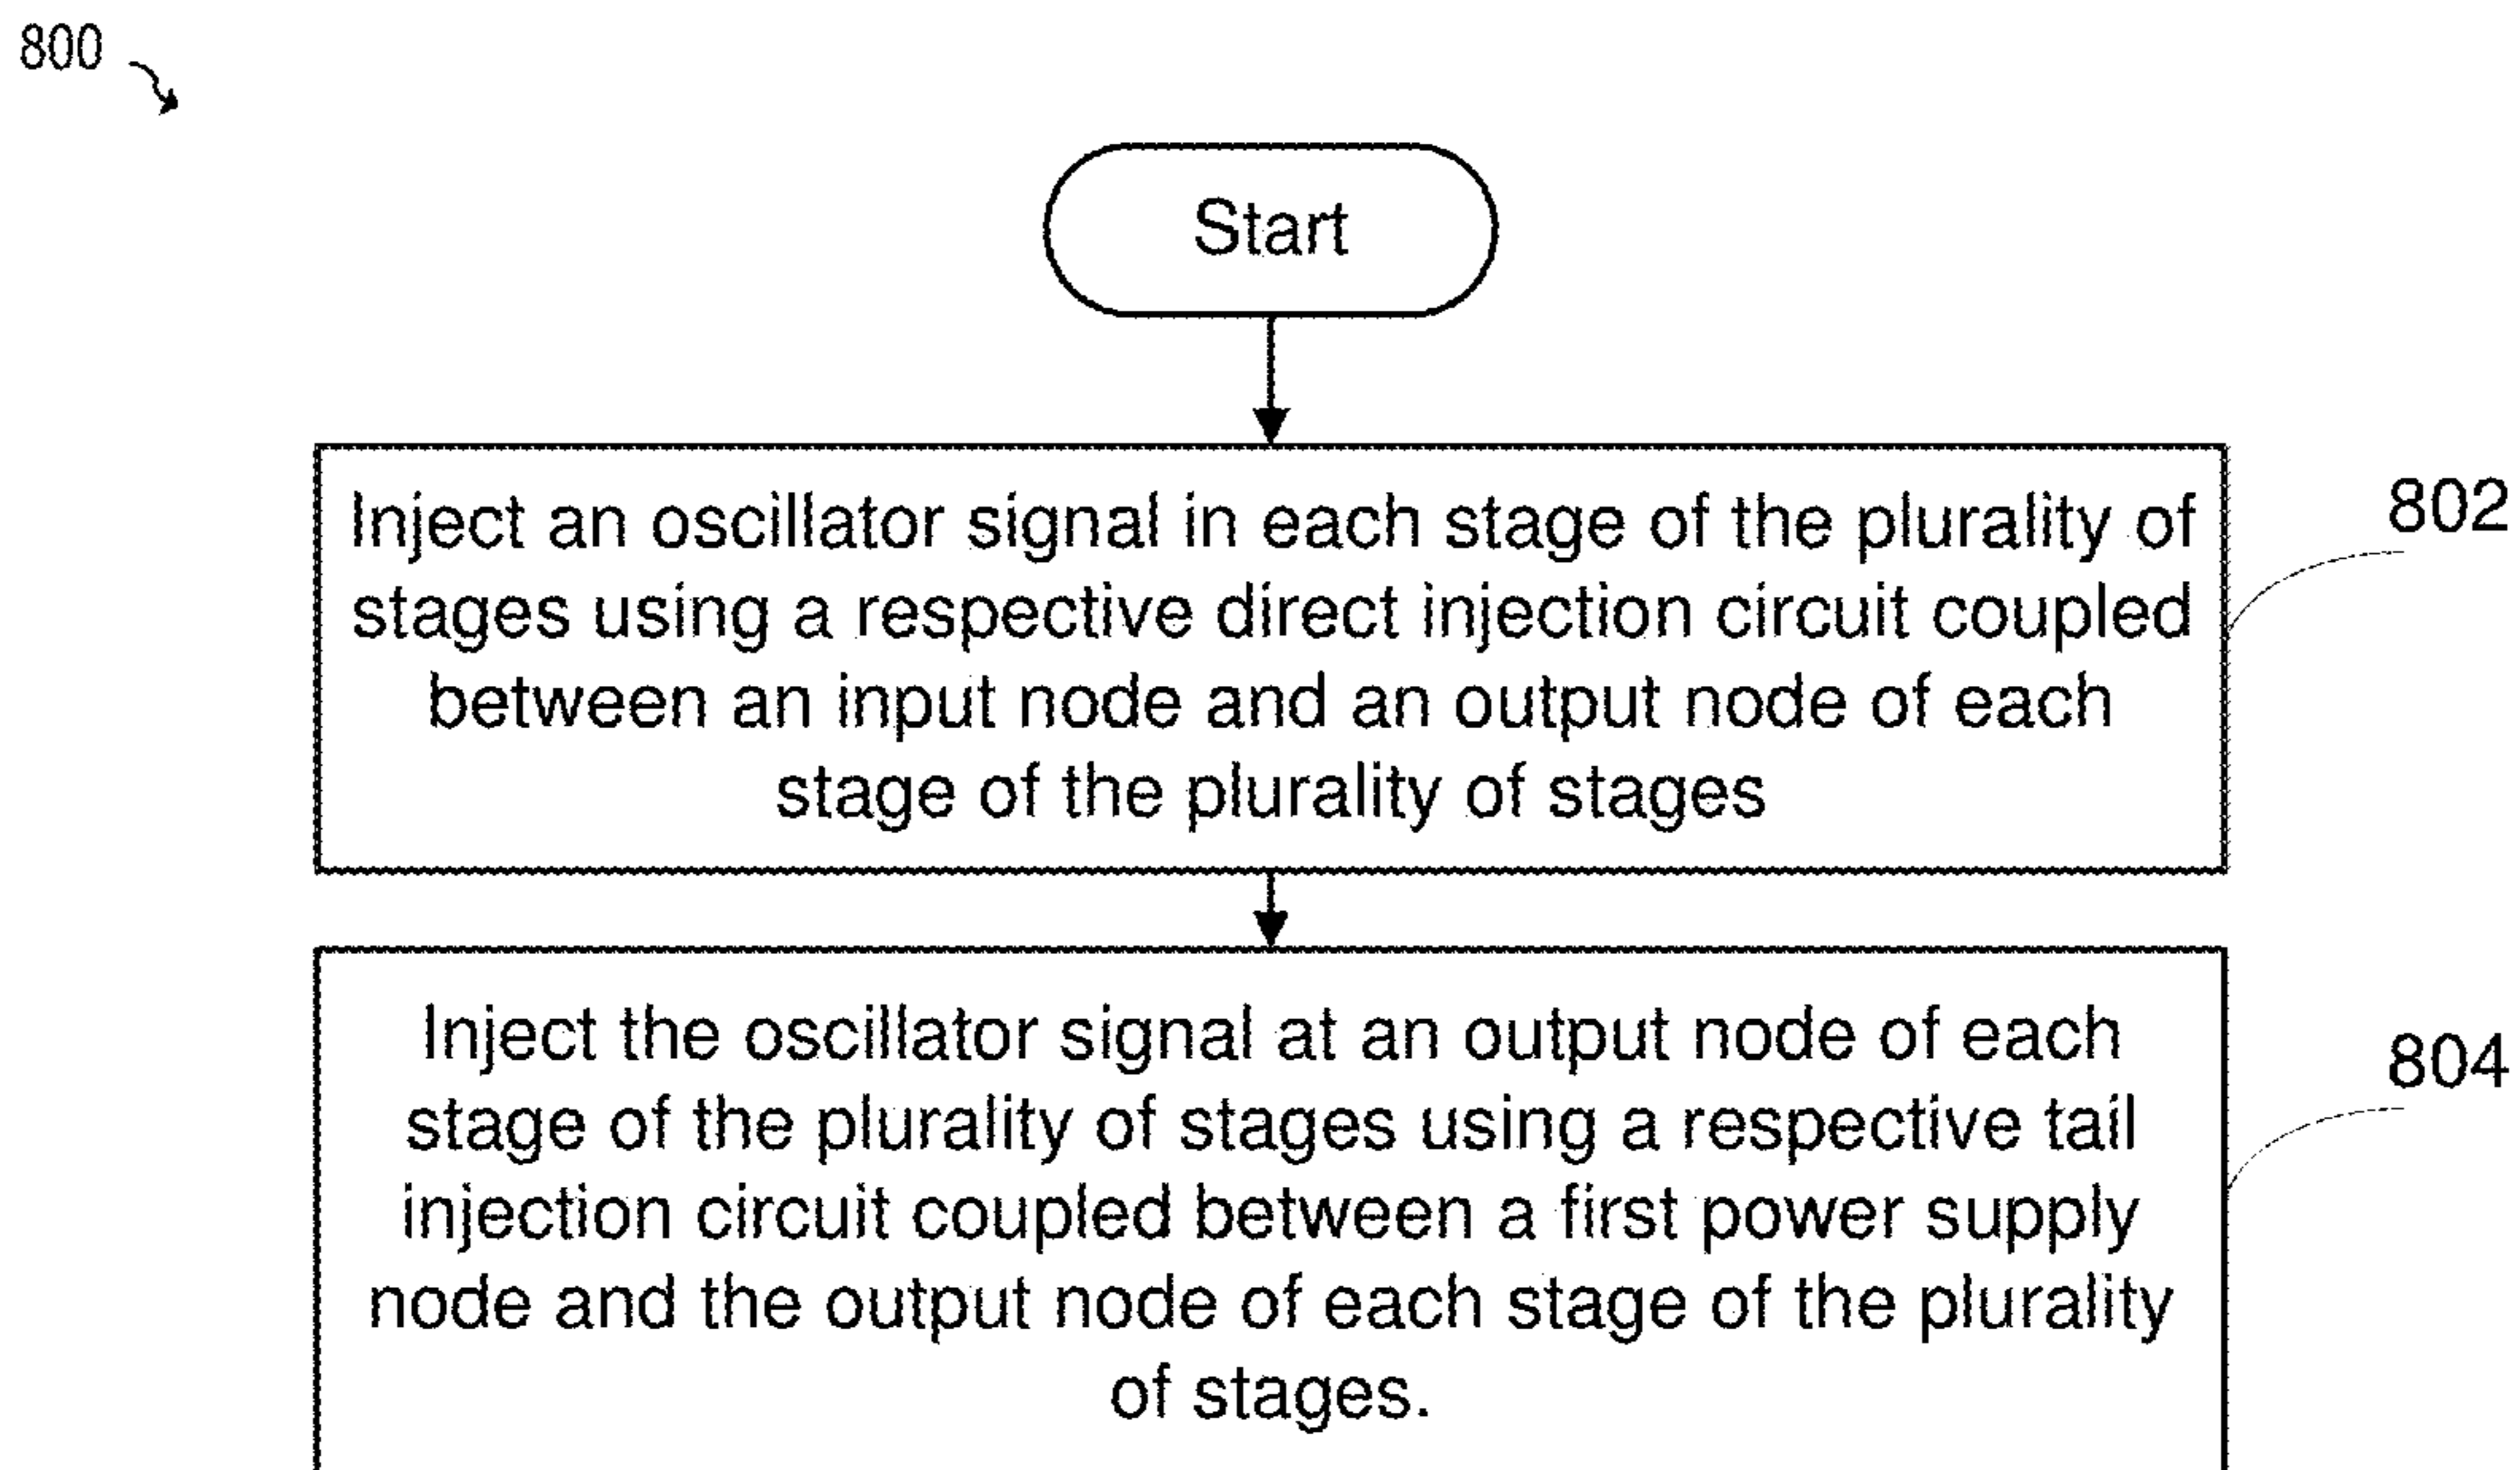 800
Start
Inject an oscillator signal in each stage of the plurality of
stages using a respective direct injection circuit coupled
between an input node and an output node of each
stage of the plurality of stages
802
Inject the oscillator signal at an output node of each
stage of the plurality of stages using a respective tail
injection circuit coupled between a first power supply
node and the output node of each stage of the plurality
of stages.
804